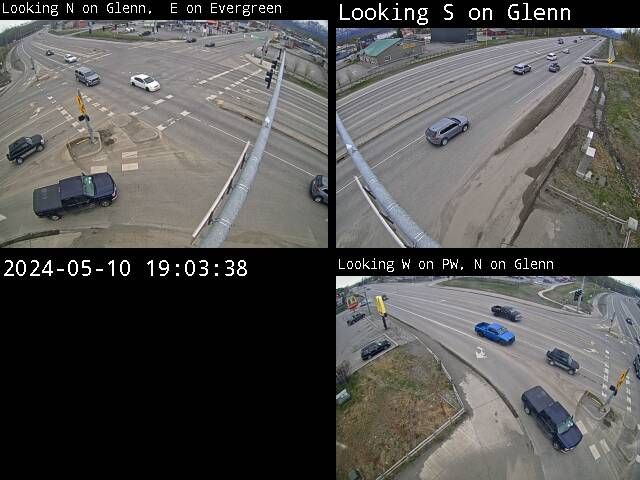 Looking N on Glenn,  E on Evergreen
Looking S on Glenn
2024-05-10 19:03:38
Looking W on PW, N on Glenn